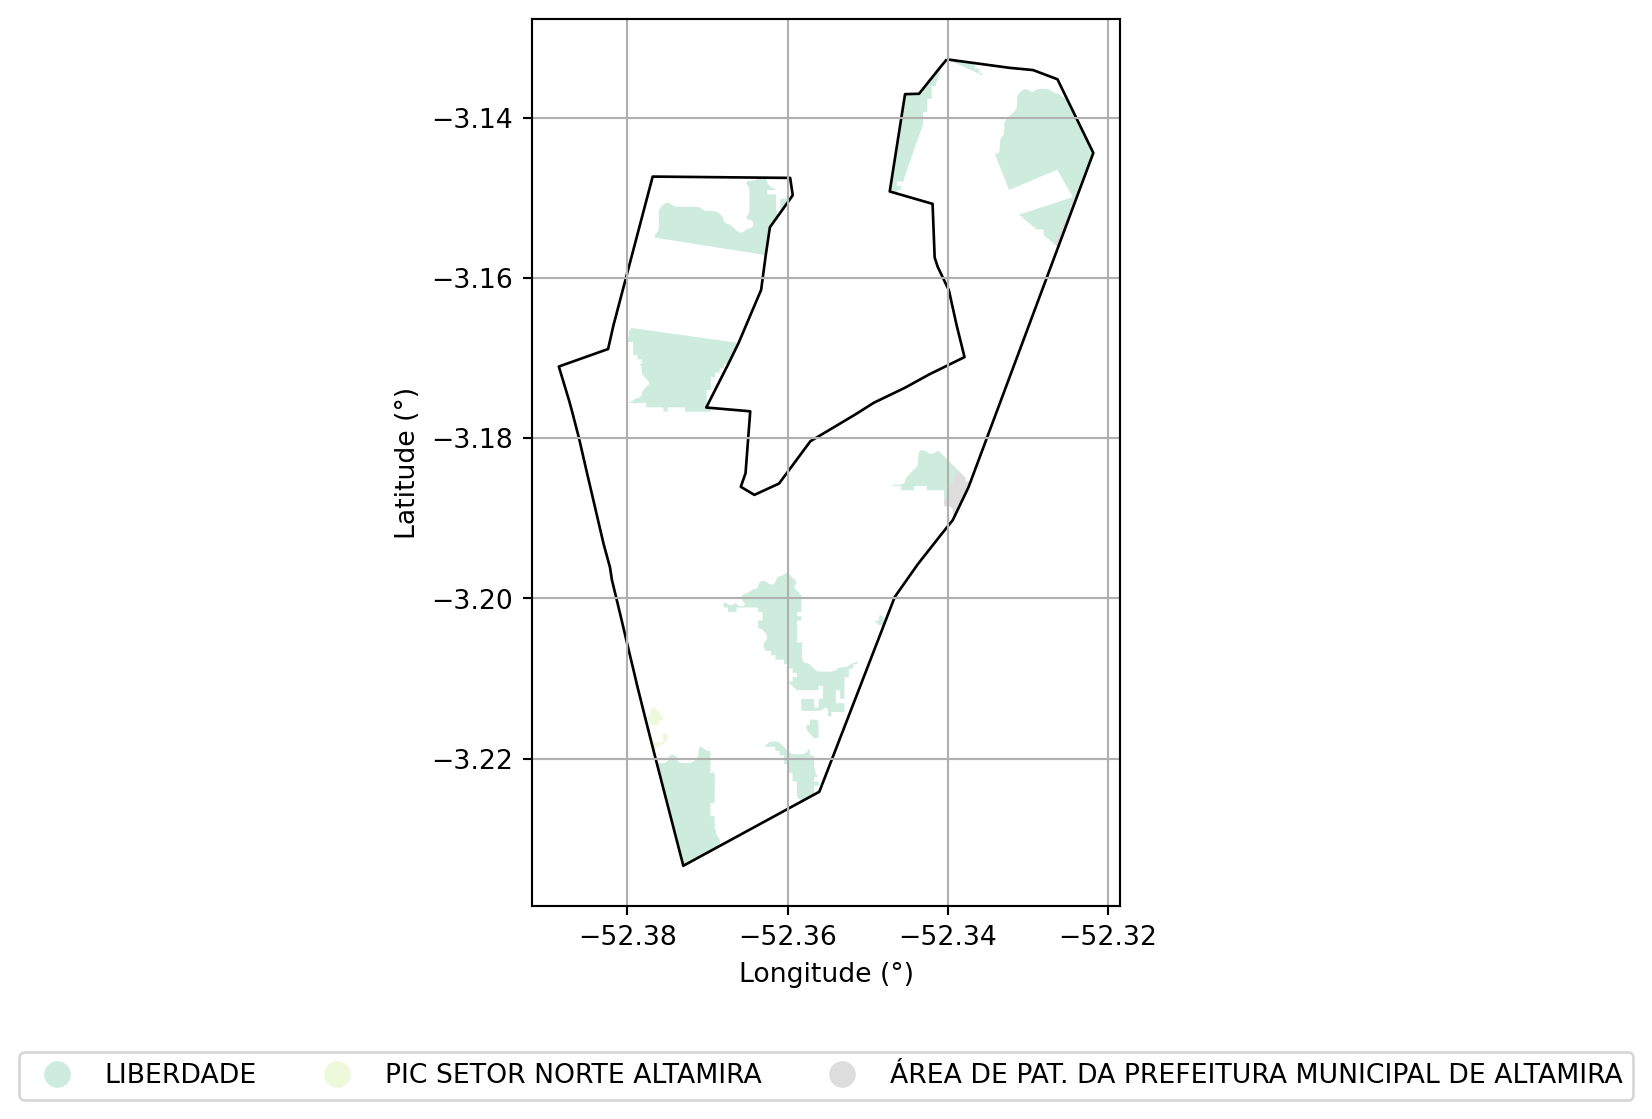 −3.14
−3.16
−3.18
−3.20
−3.22
Latitude (°)
−52.38 −52.36 −52.34 −52.32
Longitude (°)
LIBERDADE PIC SETOR NORTE ALTAMIRA ÁREA DE PAT. DA PREFEITURA MUNICIPAL DE ALTAMIRA